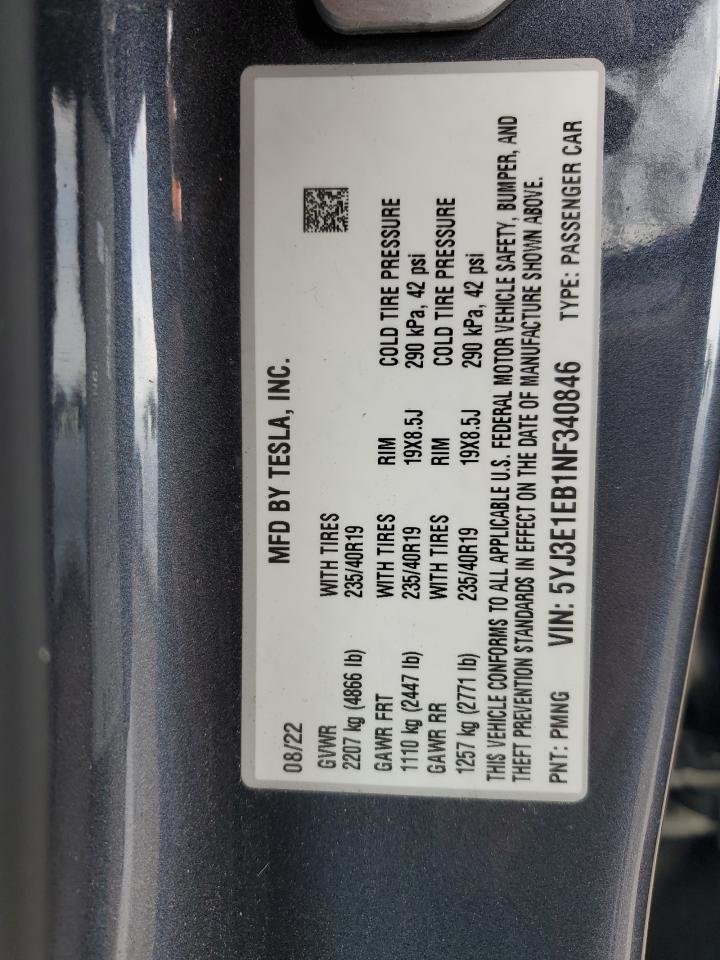 MFD BY TESLA, INC.
08/22
GVWR WITH TIRES
2207 kg (4866 lb) 235/40R19
GAWR FRT WITH TIRES RIM COLD TIRE PRESSURE
1110 kg (2447 lb) 235/40R19 19X8.5J 290 kPa, 42 psi
GAWR RR WITH TIRES RIM COLD TIRE PRESSURE
1257 kg (2771 lb) 235/40R19 19X8.5J 290 kPa, 42 psi
THIS VEHICLE CONFORMS TO ALL APPLICABLE U.S. FEDERAL MOTOR VEHICLE SAFETY, BUMPER, AND
THEFT PREVENTION STANDARDS IN EFFECT ON THE DATE OF MANUFACTURE SHOWN ABOVE.
PNT: PMNG VIN: 5YJ3E1EB1NF340846 TYPE: PASSENGER CAR